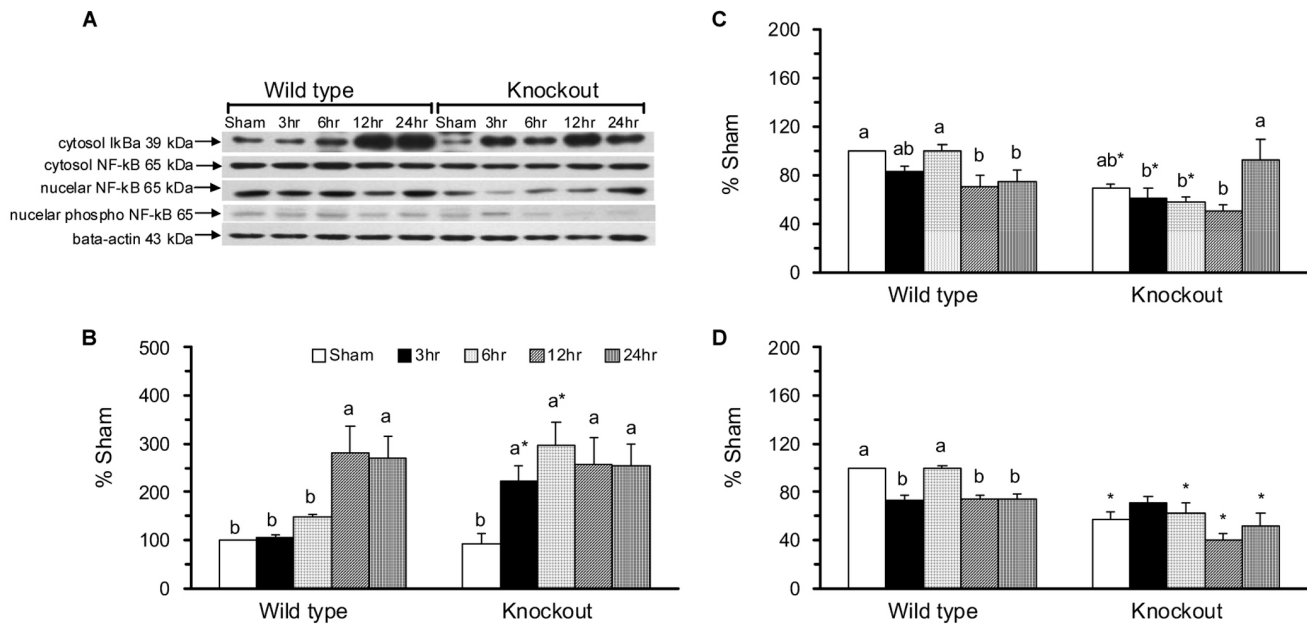 A
Wild type Knockout
Sham 3hr 6hr 12hr 24hr Sham 3hr 6hr 12hr 24hr
cytosol IkBa 39 kDa
cytosol NF-kB 65 kDa
nucelar NF-kB 65 kDa
nucelar phospho NF-kB 65
bata-actin 43 kDa
B
500
400
300
200
100
0
% Sham
Sham 3hr 6hr 12hr 24hr
b b b a a b a* a* a a
Wild type Knockout
C
200
160
120
80
40
0
% Sham
a ab a b b ab* b* b* b a
Wild type Knockout
D
200
160
120
80
40
0
% Sham
a b a b b * * * *
Wild type Knockout